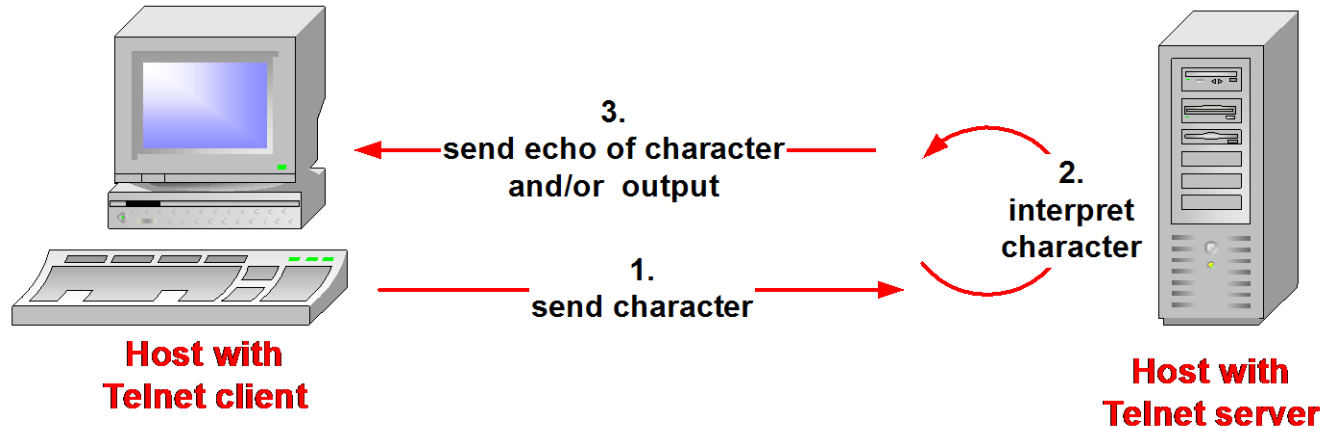 3.
send echo of character
and/or output
2.
interpret
character
1.
send character
Host with
Telnet client
Host with
Telnet server